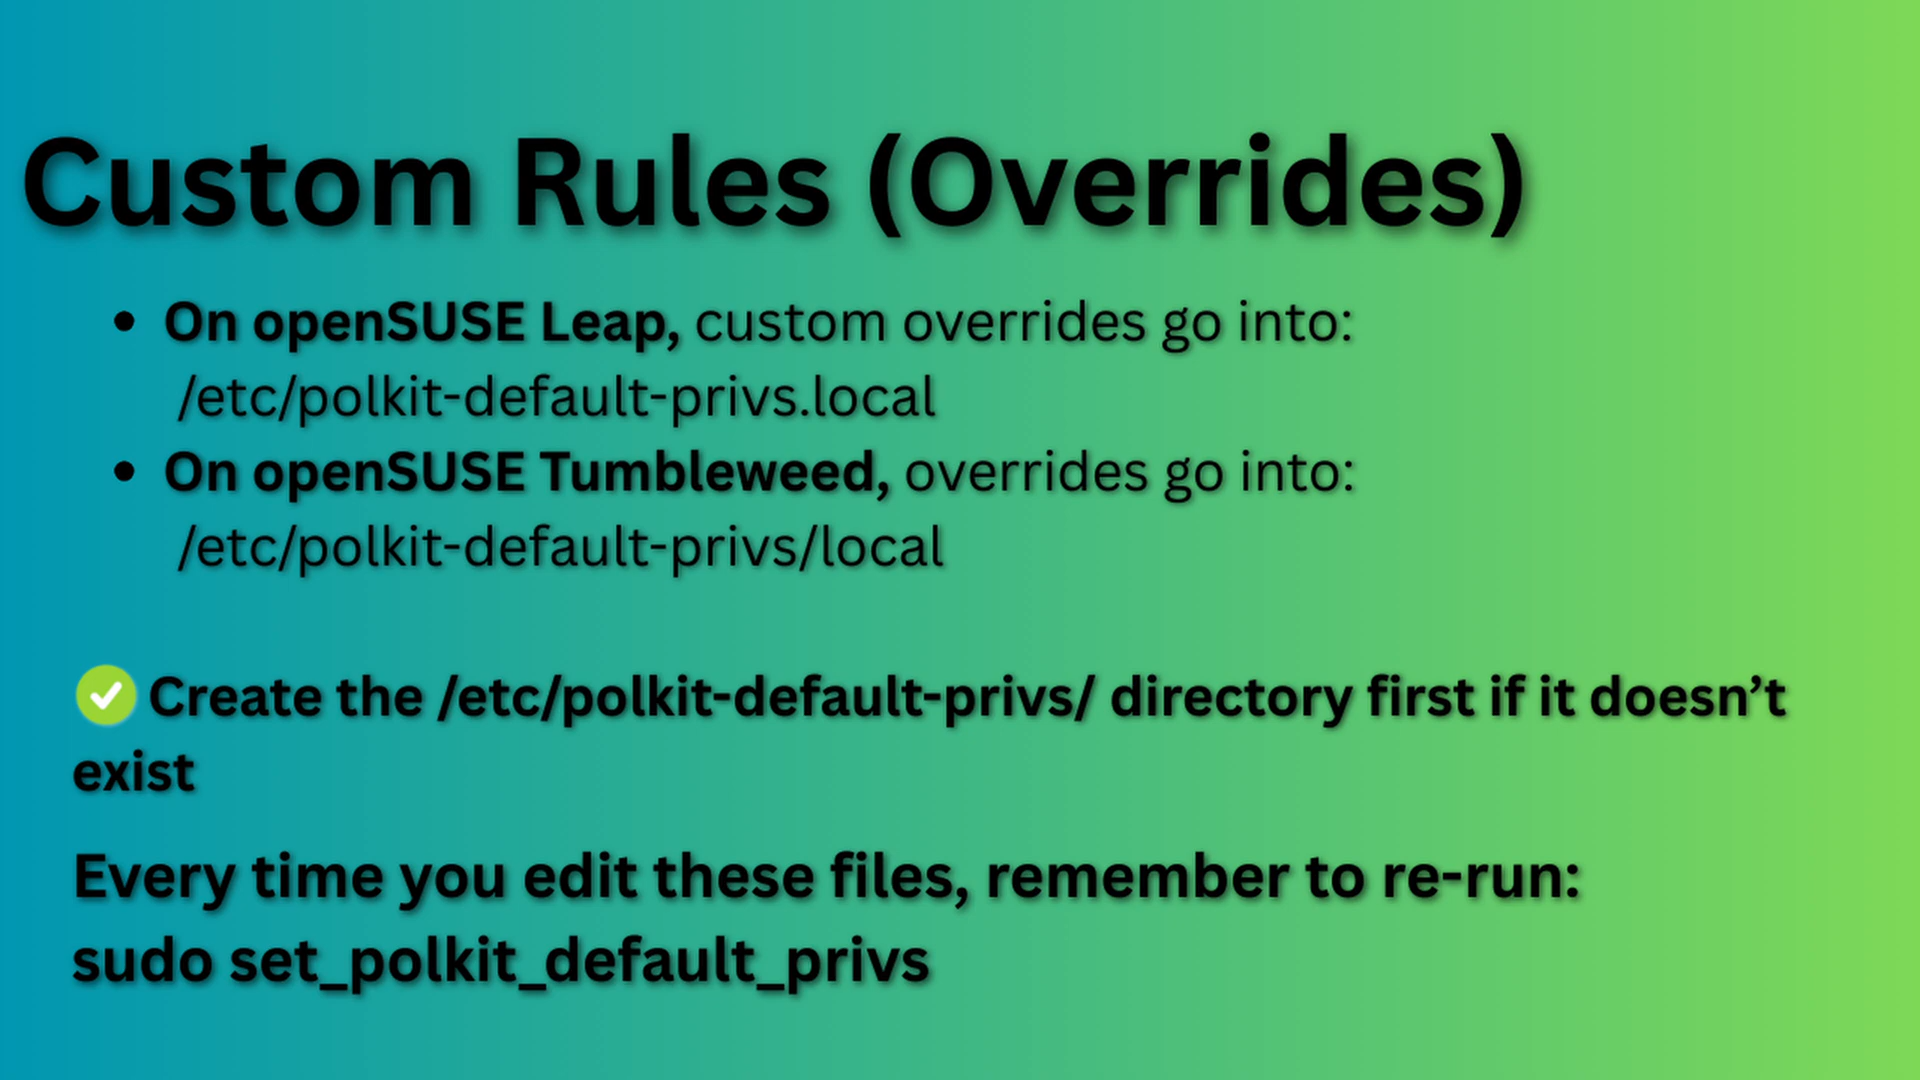 Custom Rules (Overrides)
• On openSUSE Leap, custom overrides go into:
/etc/polkit-default-privs.local
• On openSUSE Tumbleweed, overrides go into:
/etc/polkit-default-privs/local
✅ Create the /etc/polkit-default-privs/ directory first if it doesn’t
exist
Every time you edit these files, remember to re-run:
sudo set_polkit_default_privs